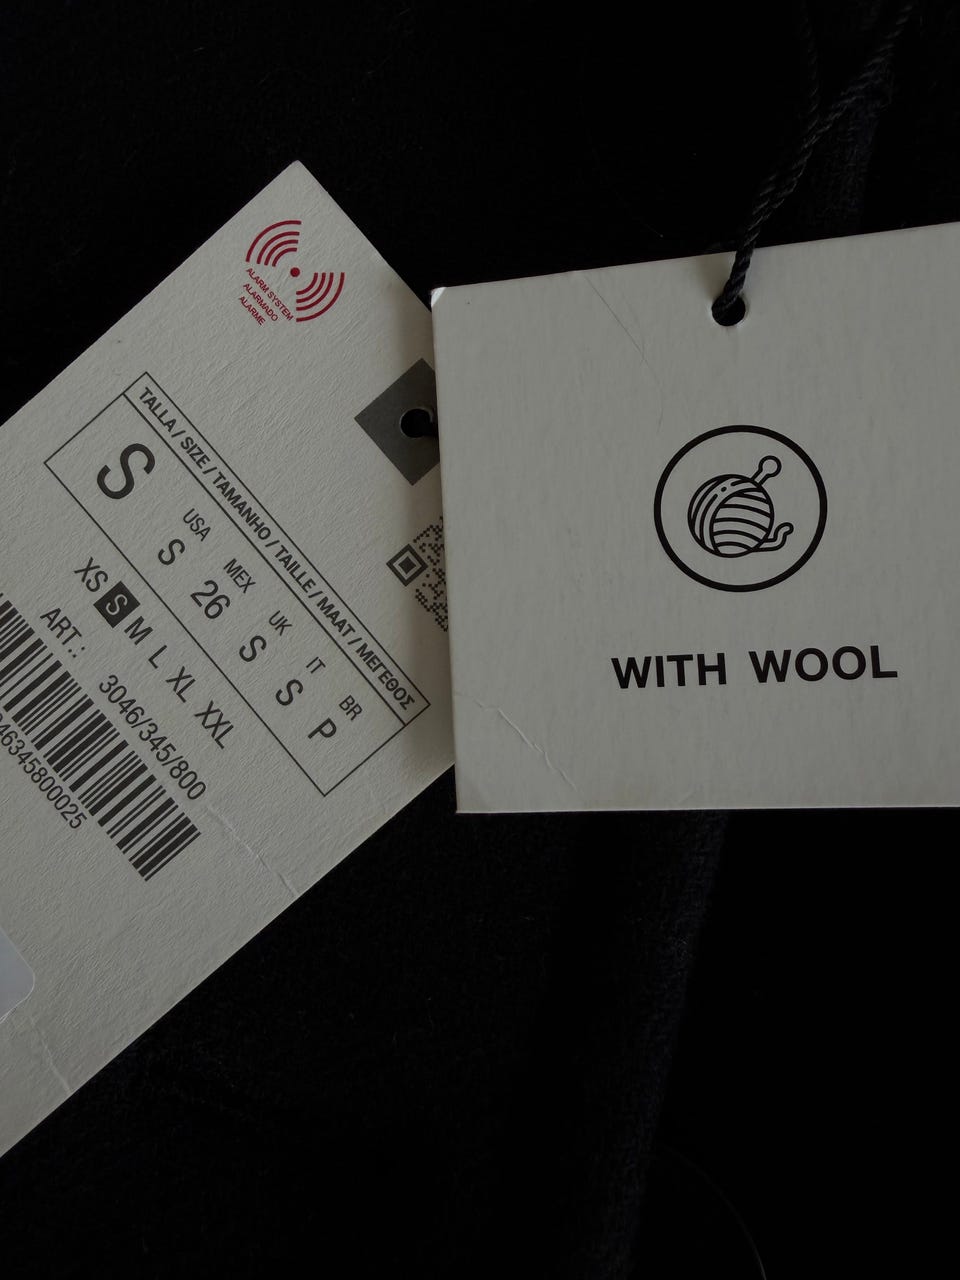 ALARM SYSTEM
ALARMADO
ALARME
TALLA / SIZE / TAMANHO / TAILLE / MAAT / ΜΕΓΕΘΟΣ
S
USA MEX UK IT BR
S 26 S S P
XS S M L XL XXL
ART.: 3046/345/800
46345800025
WITH WOOL